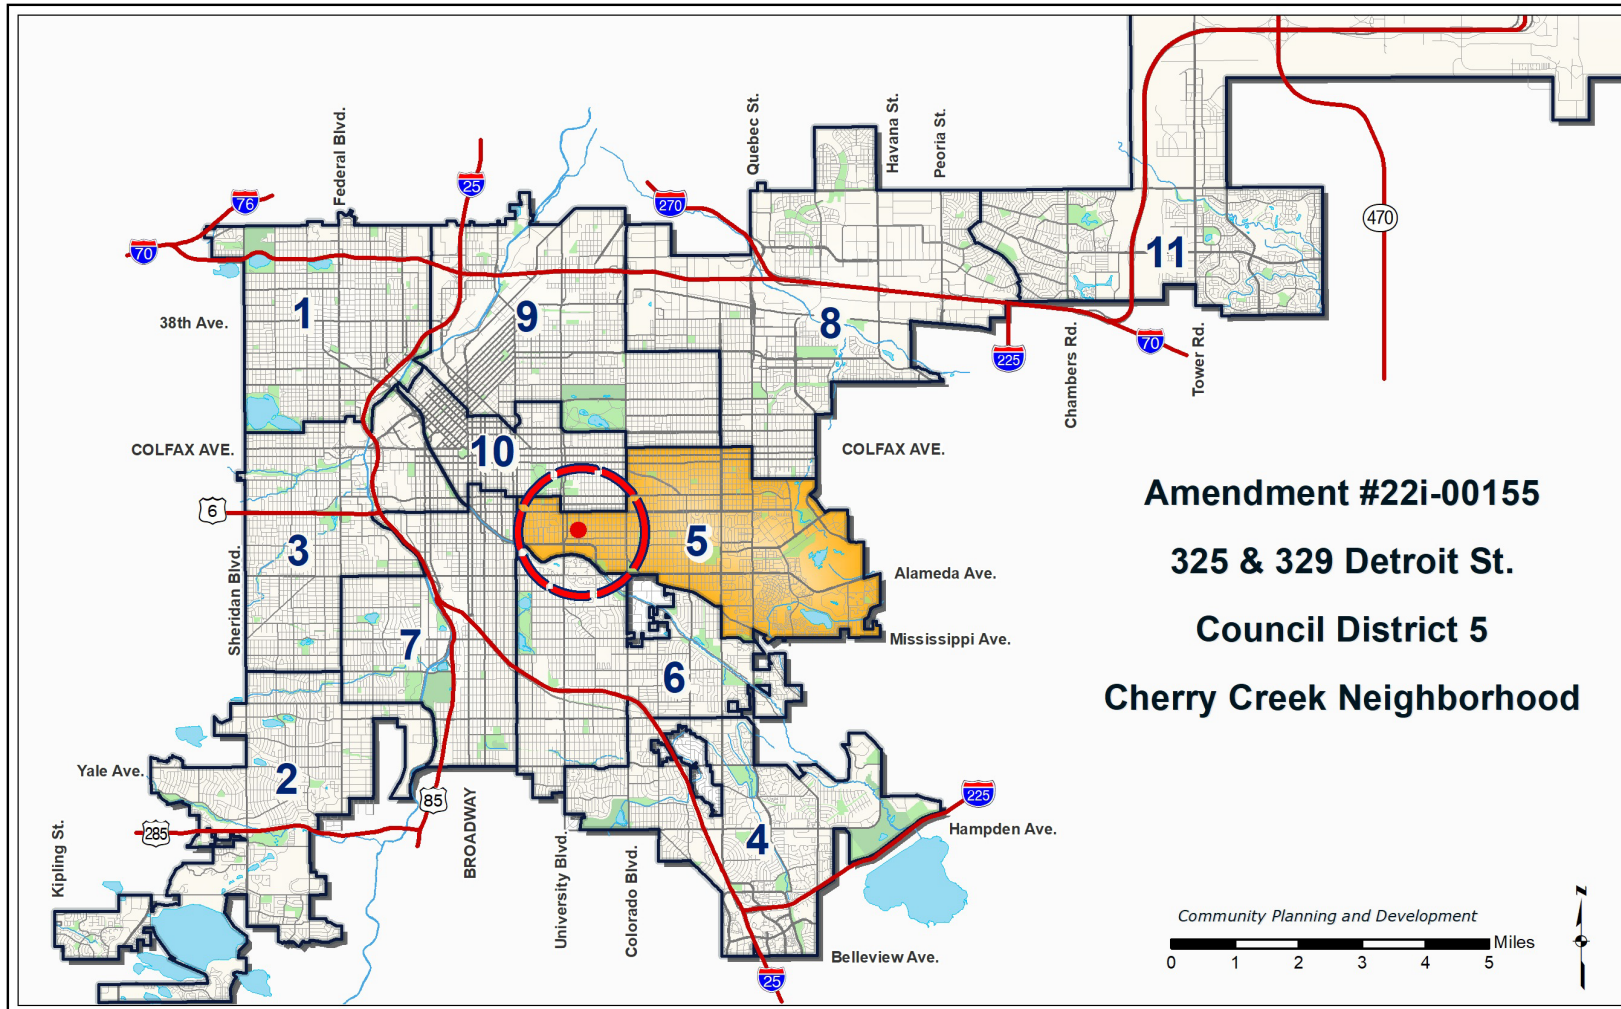 Federal Blvd.
Quebec St.
Havana St.
Peoria St.
76
25
270
70
470
38th Ave.
1
9
8
11
225
70
Chambers Rd.
Tower Rd.
COLFAX AVE.
10
COLFAX AVE.
6
3
5
Sheridan Blvd.
Alameda Ave.
Mississippi Ave.
7
6
Amendment #22i-00155
325 & 329 Detroit St.
Council District 5
Cherry Creek Neighborhood
Yale Ave.
2
85
285
BROADWAY
Kipling St.
University Blvd.
Colorado Blvd.
4
225
Hampden Ave.
Belleview Ave.
25
Community Planning and Development
Miles
0 1 2 3 4 5
Z